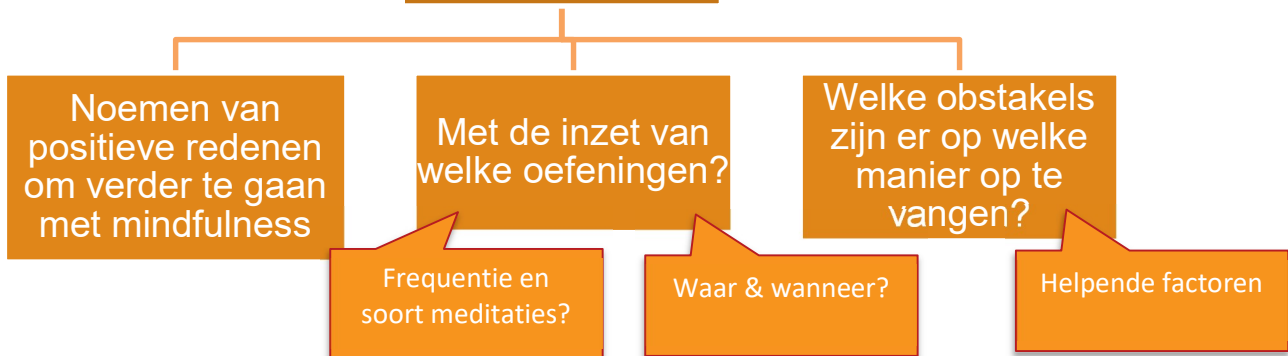 Noemen van
positieve redenen
om verder te gaan
met mindfulness
Met de inzet van
welke oefeningen?
Welke obstakels
zijn er op welke
manier op te
vangen?
Frequentie en
soort meditaties?
Waar & wanneer?
Helpende factoren